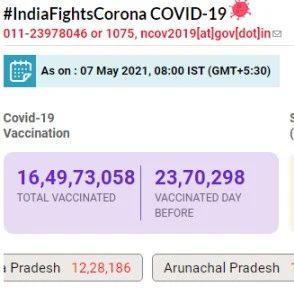 #IndiaFightsCorona COVID-19
011-23978046 or 1075, ncov2019[at]gov[dot]in
As on : 07 May 2021, 08:00 IST (GMT+5:30)
Covid-19
Vaccination
16,49,73,058
TOTAL VACCINATED
23,70,298
VACCINATED DAY
BEFORE
a Pradesh 12,28,186
Arunachal Pradesh